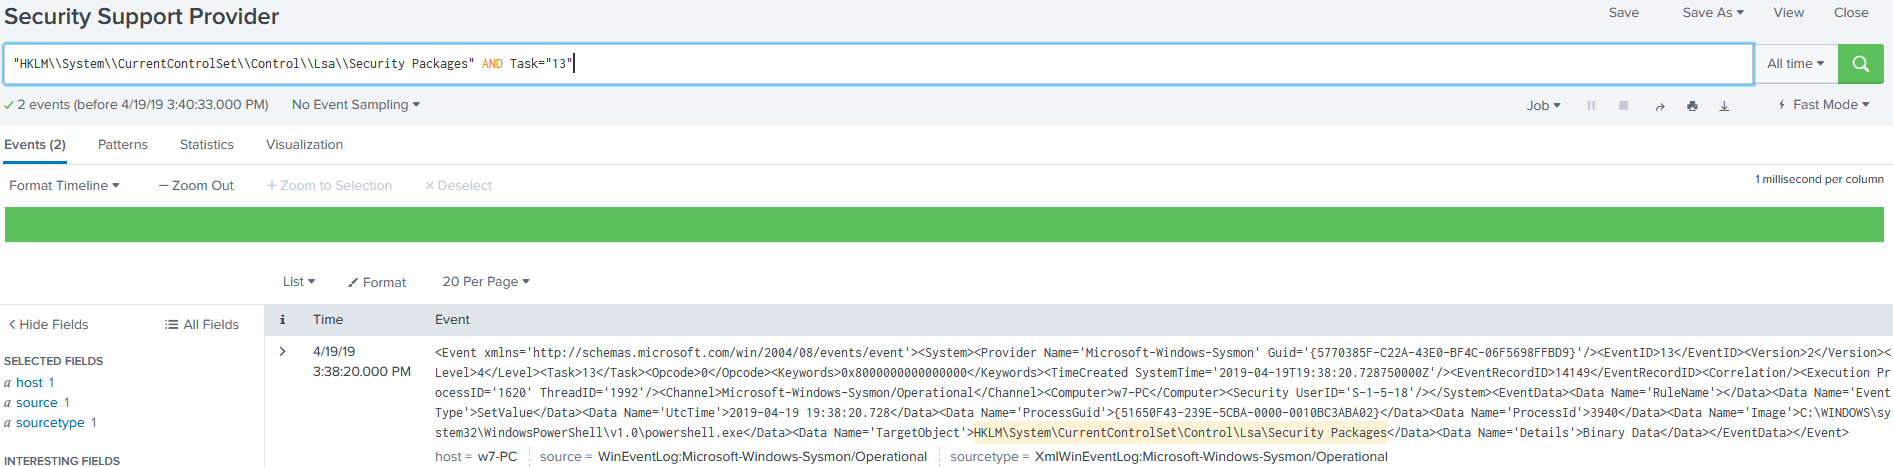 Security Support Provider
Save Save As View Close
"HKLM\\System\\CurrentControlSet\\Control\\Lsa\\Security Packages" AND Task="13"
All time
2 events (before 4/19/19 3:40:33.000 PM) No Event Sampling
Job Fast Mode
Events (2) Patterns Statistics Visualization
Format Timeline — Zoom Out + Zoom to Selection × Deselect
1 millisecond per column
List Format 20 Per Page
< Hide Fields All Fields
i Time Event
SELECTED FIELDS
a host 1
a source 1
a sourcetype 1
INTERESTING FIELDS
> 4/19/19
3:38:20.000 PM
<Event xmlns='http://schemas.microsoft.com/win/2004/08/events/event'><System><Provider Name='Microsoft-Windows-Sysmon' Guid='{5770385F-C22A-43E0-BF4C-06F5698FFBD9}'/><EventID>13</EventID><Version>2</Version><
Level>4</Level><Task>13</Task><Opcode>0</Opcode><Keywords>0x8000000000000000</Keywords><TimeCreated SystemTime='2019-04-19T19:38:20.728750000Z'/><EventRecordID>14149</EventRecordID><Correlation/><Execution Pr
ocessID='1620' ThreadID='1992'/><Channel>Microsoft-Windows-Sysmon/Operational</Channel><Computer>w7-PC</Computer><Security UserID='S-1-5-18'/></System><EventData><Data Name='RuleName'></Data><Data Name='Event
Type'>SetValue</Data><Data Name='UtcTime'>2019-04-19 19:38:20.728</Data><Data Name='ProcessGuid'>{51650F43-239E-5CBA-0000-0010BC3ABA02}</Data><Data Name='ProcessId'>3940</Data><Data Name='Image'>C:\WINDOWS\sy
stem32\WindowsPowerShell\v1.0\powershell.exe</Data><Data Name='TargetObject'>HKLM\System\CurrentControlSet\Control\Lsa\Security Packages</Data><Data Name='Details'>Binary Data</Data></EventData></Event>
host = w7-PC source = WinEventLog:Microsoft-Windows-Sysmon/Operational sourcetype = XmlWinEventLog:Microsoft-Windows-Sysmon/Operational